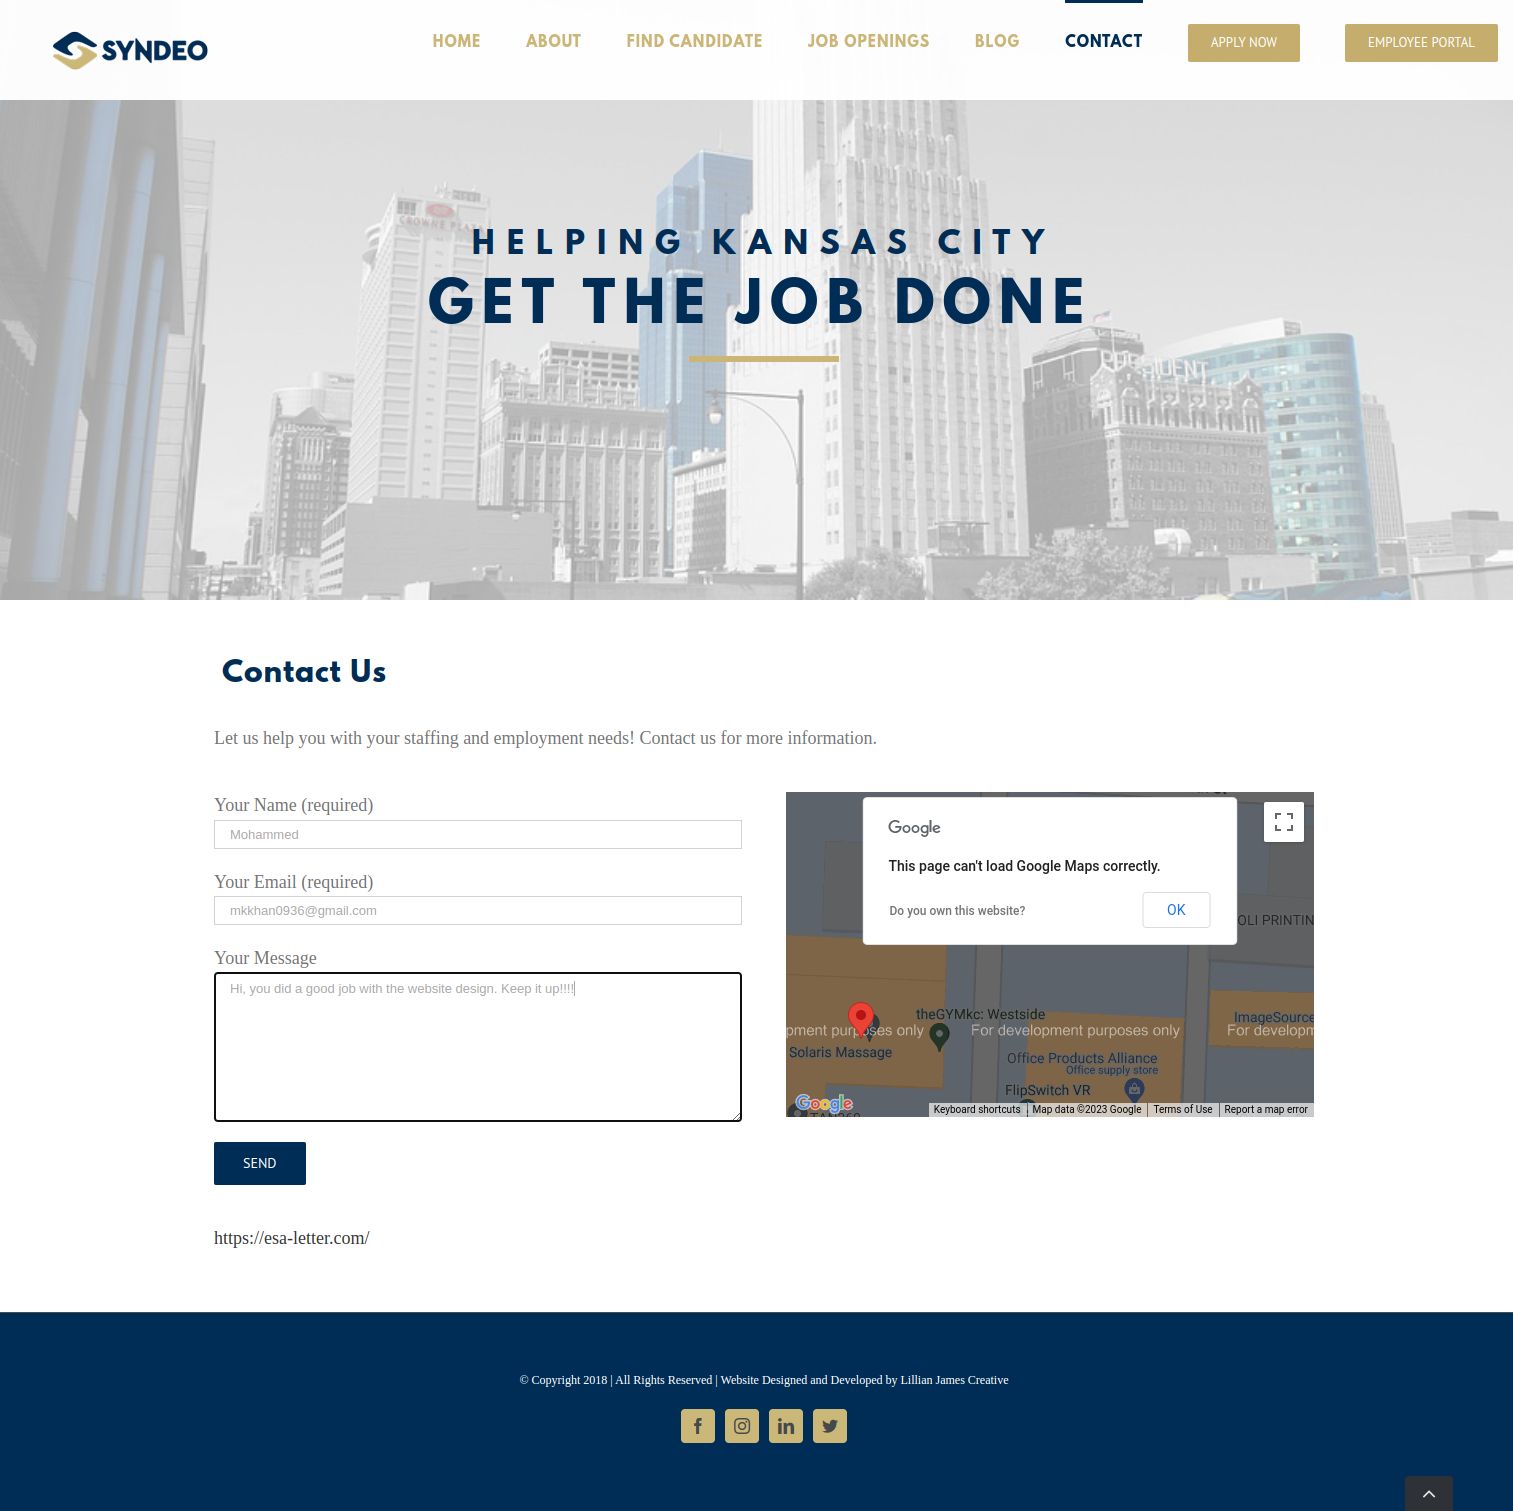 SYNDEO
HOME ABOUT FIND CANDIDATE JOB OPENINGS BLOG CONTACT APPLY NOW EMPLOYEE PORTAL
CROWNE PLAZA
HELPING KANSAS CITY
GET THE JOB DONE
PRESIDENT
Contact Us
Let us help you with your staffing and employment needs! Contact us for more information.
Your Name (required)
Mohammed
Your Email (required)
mkkhan0936@gmail.com
Your Message
Hi, you did a good job with the website design. Keep it up!!!!
SEND
https://esa-letter.com/
Google
This page can't load Google Maps correctly.
Do you own this website?
OK
OLI PRINTIN
theGYMkc: Westside
ImageSource
pment purposes only
For development purposes only
For developm
Solaris Massage
Office Products Alliance
Office supply store
FlipSwitch VR
Google
Keyboard shortcuts
Map data ©2023 Google
Terms of Use
Report a map error
© Copyright 2018 | All Rights Reserved | Website Designed and Developed by Lillian James Creative